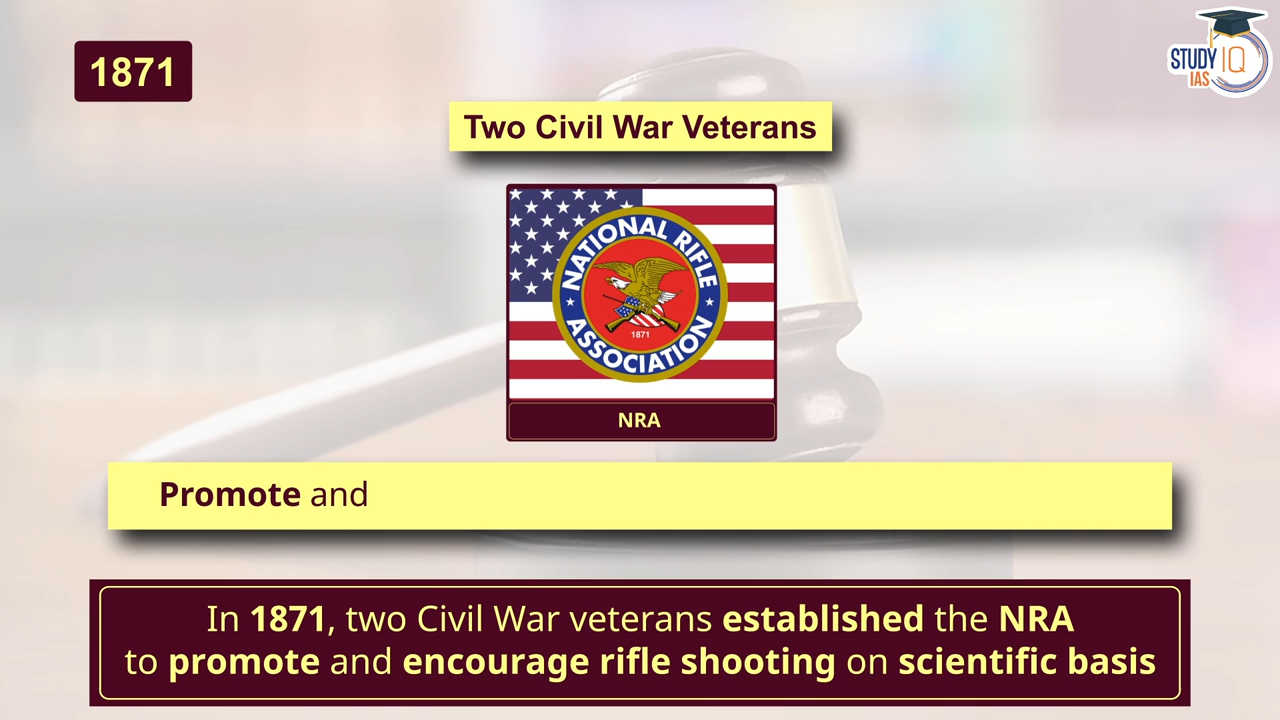 1871
STUDY IQ
IAS
Two Civil War Veterans
NATIONAL RIFLE
ASSOCIATION
1871
NRA
Promote and
In 1871, two Civil War veterans established the NRA
to promote and encourage rifle shooting on scientific basis